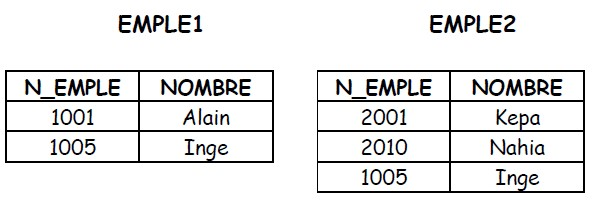 EMPLE1 EMPLE2
N_EMPLE NOMBRE N_EMPLE NOMBRE
1001 Alain 2001 Kepa
1005 Inge 2010 Nahia
1005 Inge